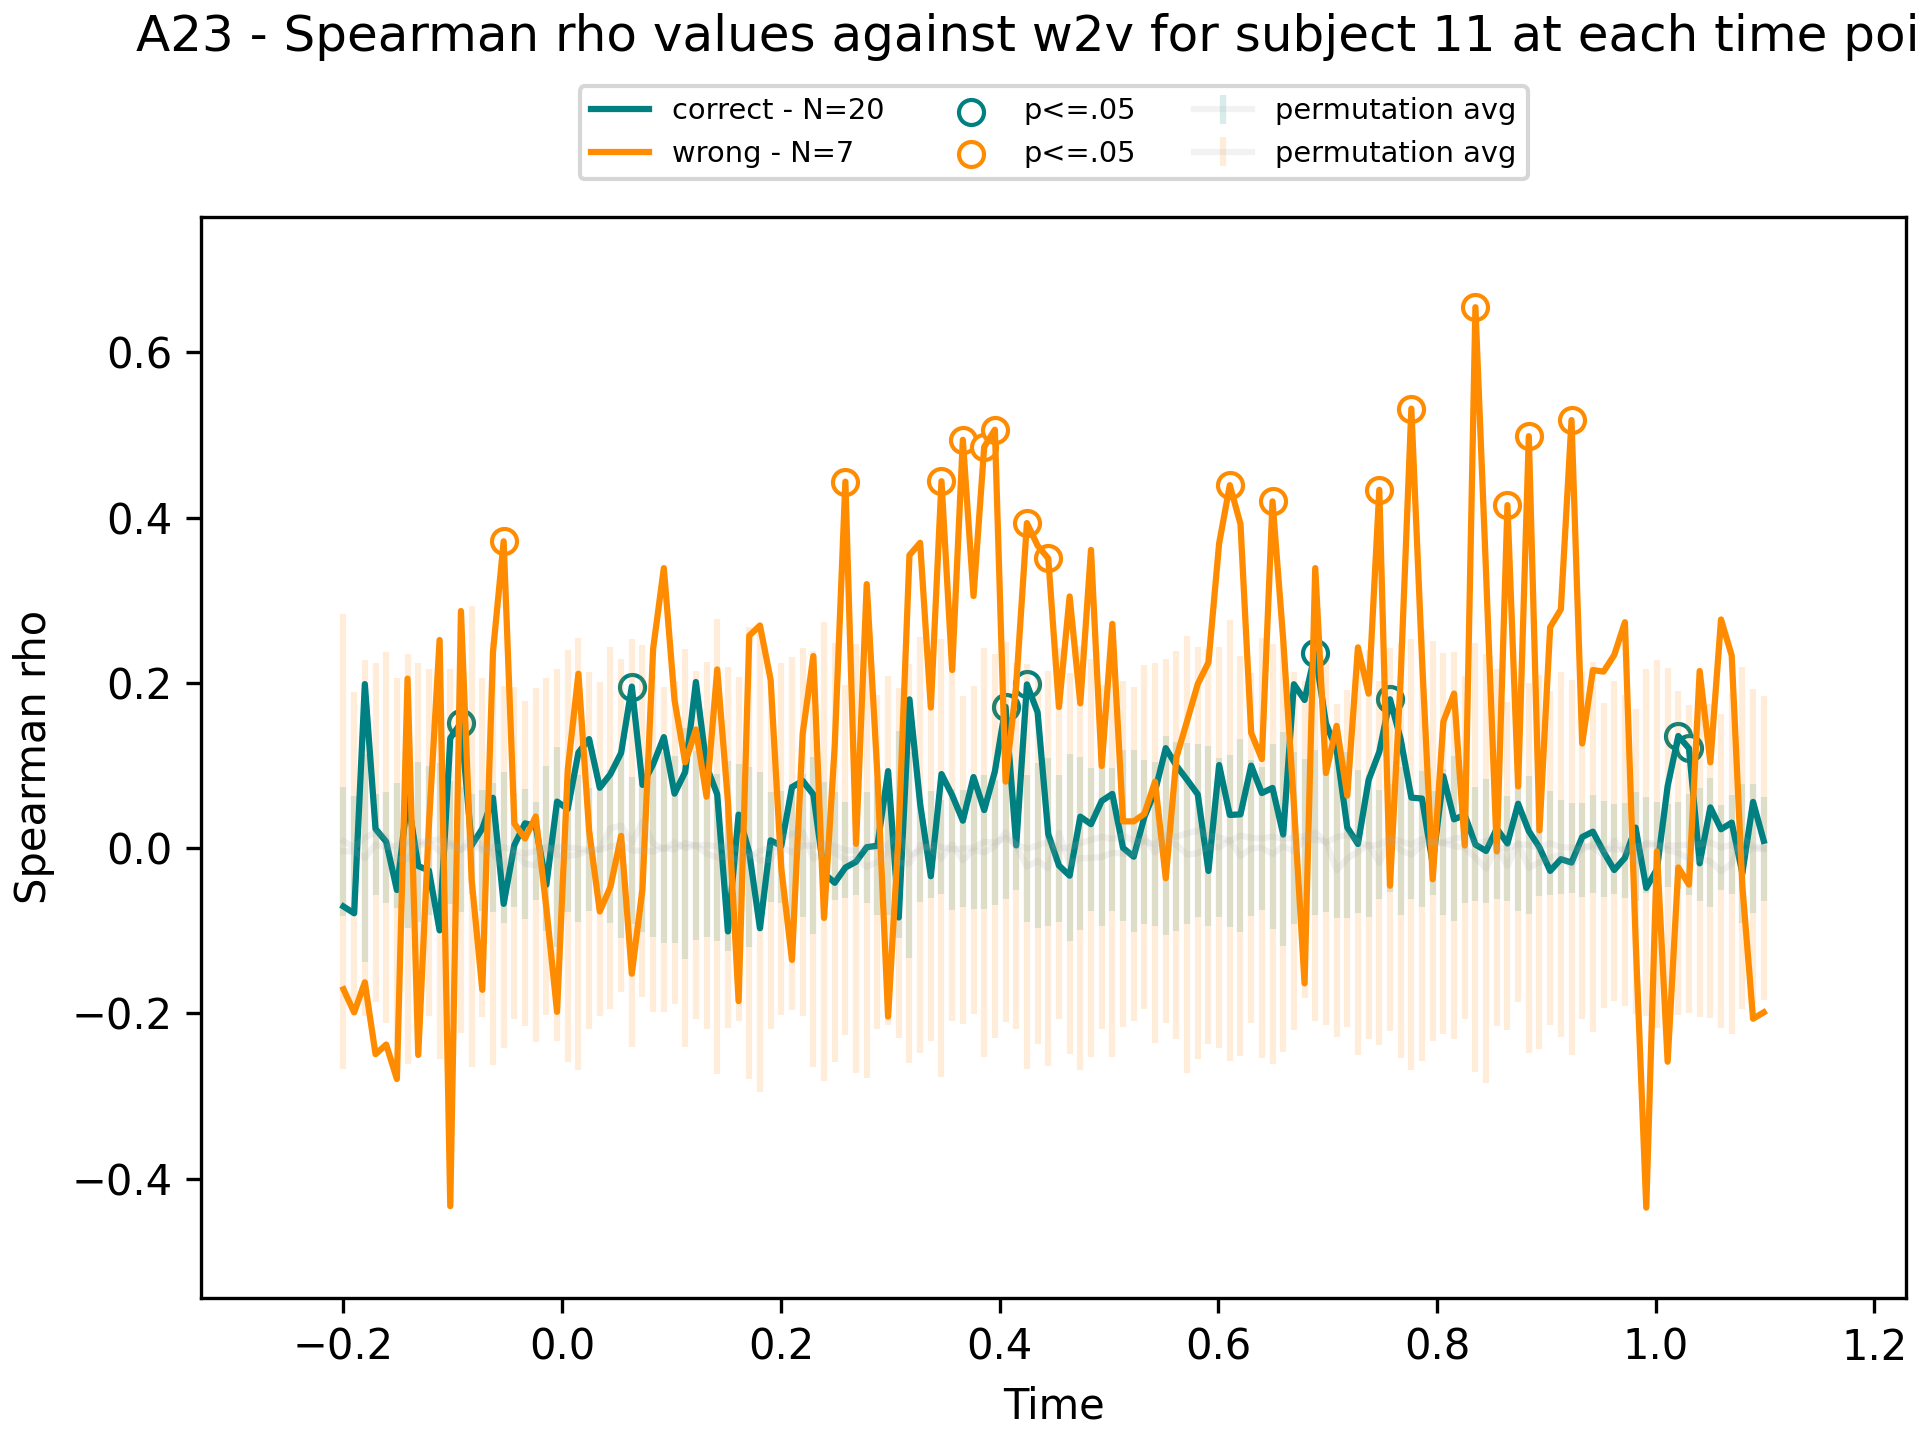 A23 - Spearman rho values against w2v for subject 11 at each time poi
correct - N=20 p<=.05 permutation avg
wrong - N=7 p<=.05 permutation avg
Spearman rho
0.6
0.4
0.2
0.0
−0.2
−0.4
−0.2 0.0 0.2 0.4 0.6 0.8 1.0 1.2
Time